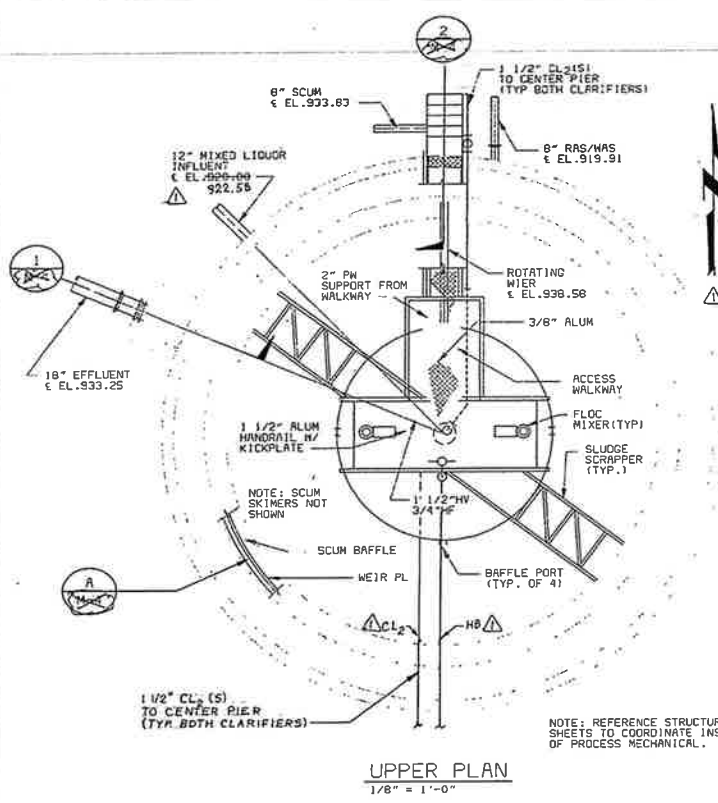 2
1 1/2" CL2(S)
TO CENTER PIER
(TYP BOTH CLARIFIERS)
8" SCUM
℄ EL.933.83
8" RAS/WAS
℄ EL.919.91
12" MIXED LIQUOR
INFLUENT
℄ EL.920.00
922.58
1
1
1
2" PW
SUPPORT FROM
WALKWAY
ROTATING
WIER
℄ EL.938.58
3/8" ALUM
18" EFFLUENT
℄ EL.933.25
ACCESS
WALKWAY
1 1/2" ALUM
HANDRAIL W/
KICKPLATE
FLOC
MIXER(TYP)
SLUDGE
SCRAPPER
(TYP.)
NOTE: SCUM
SKIMERS NOT
SHOWN
1 1/2"HV
3/4"HF
SCUM BAFFLE
WEIR PL
BAFFLE PORT
(TYP. OF 4)
A
1 CL2
HB 1
1 1/2" CL2 (S)
TO CENTER PIER
(TYP. BOTH CLARIFIERS)
NOTE: REFERENCE STRUCTUR
SHEETS TO COORDINATE INS
OF PROCESS MECHANICAL.
UPPER PLAN
1/8" = 1'-0"